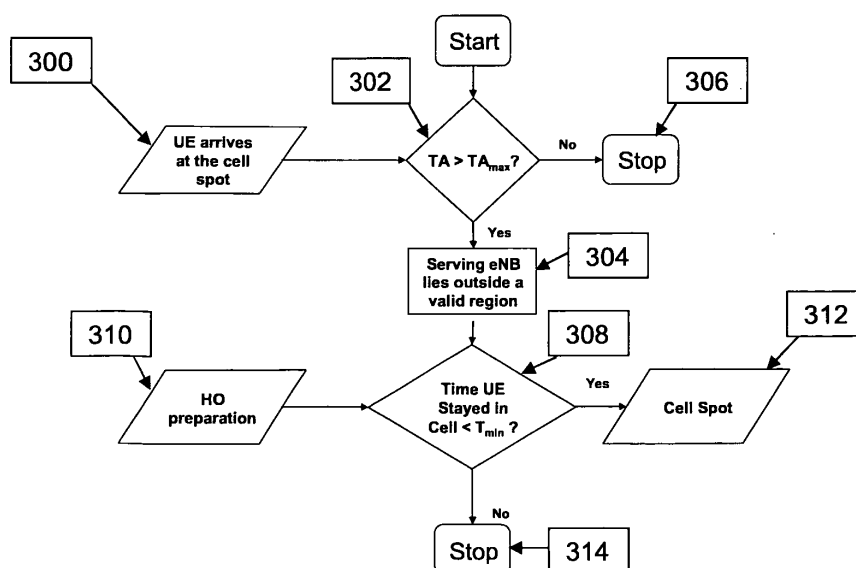 Start
300
302
306
UE arrives
at the cell
spot
TA > TAmax?
No
Stop
Yes
Serving eNB
lies outside a
valid region
304
310
308
312
HO
preparation
Time UE
Stayed in
Cell < Tmin ?
Yes
Cell Spot
No
Stop
314